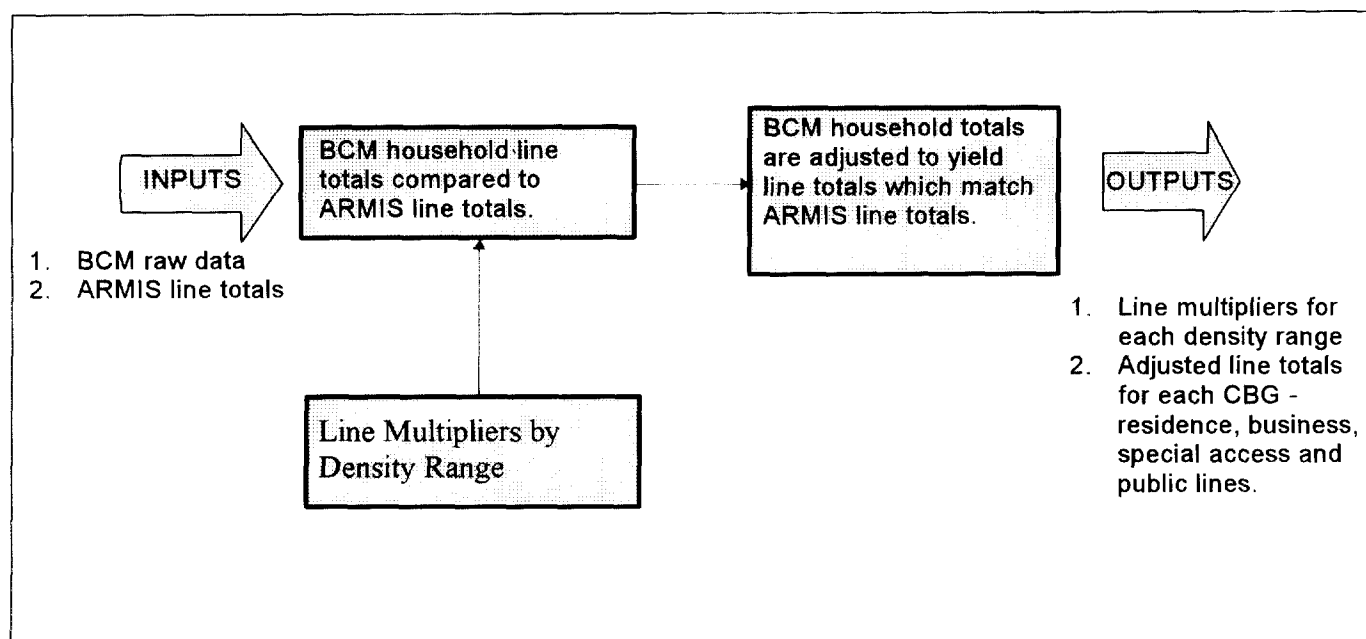 INPUTS
1. BCM raw data
2. ARMIS line totals
BCM household line
totals compared to
ARMIS line totals.
Line Multipliers by
Density Range
BCM household totals
are adjusted to yield
line totals which match
ARMIS line totals.
OUTPUTS
1. Line multipliers for
each density range
2. Adjusted line totals
for each CBG -
residence, business,
special access and
public lines.